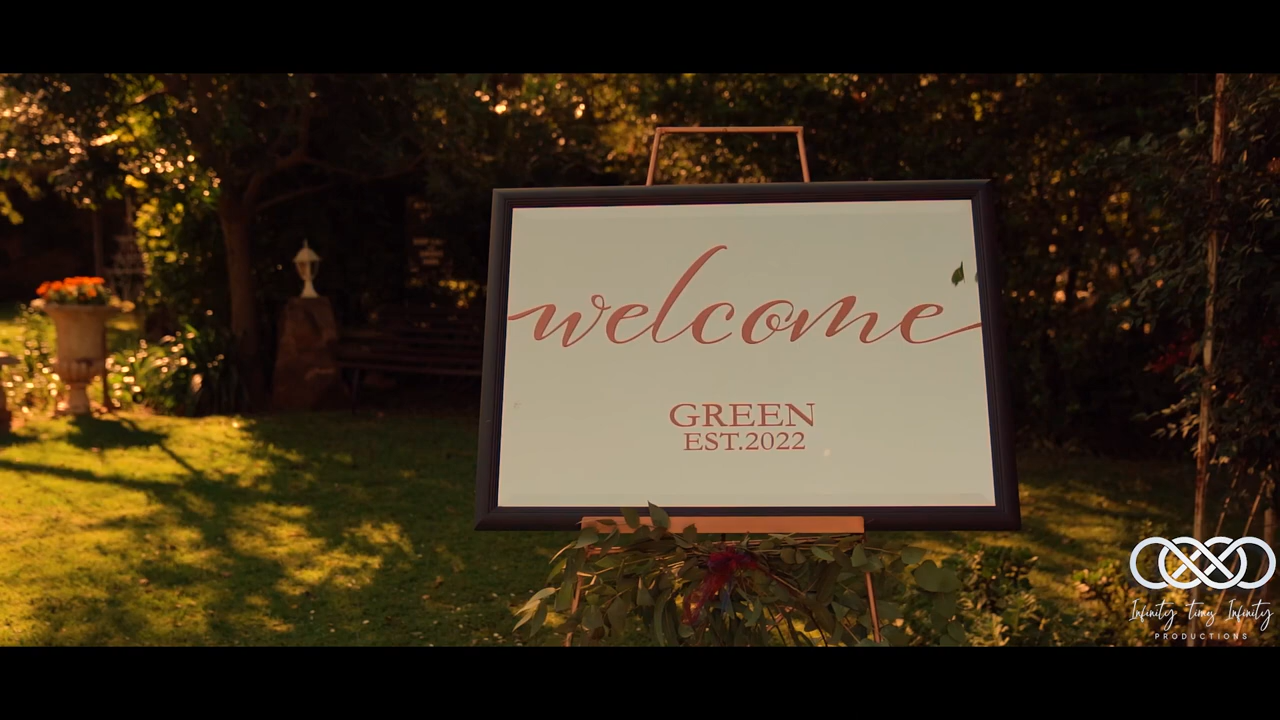 welcome
GREEN
EST.2022
Infinity times Infinity
PRODUCTIONS